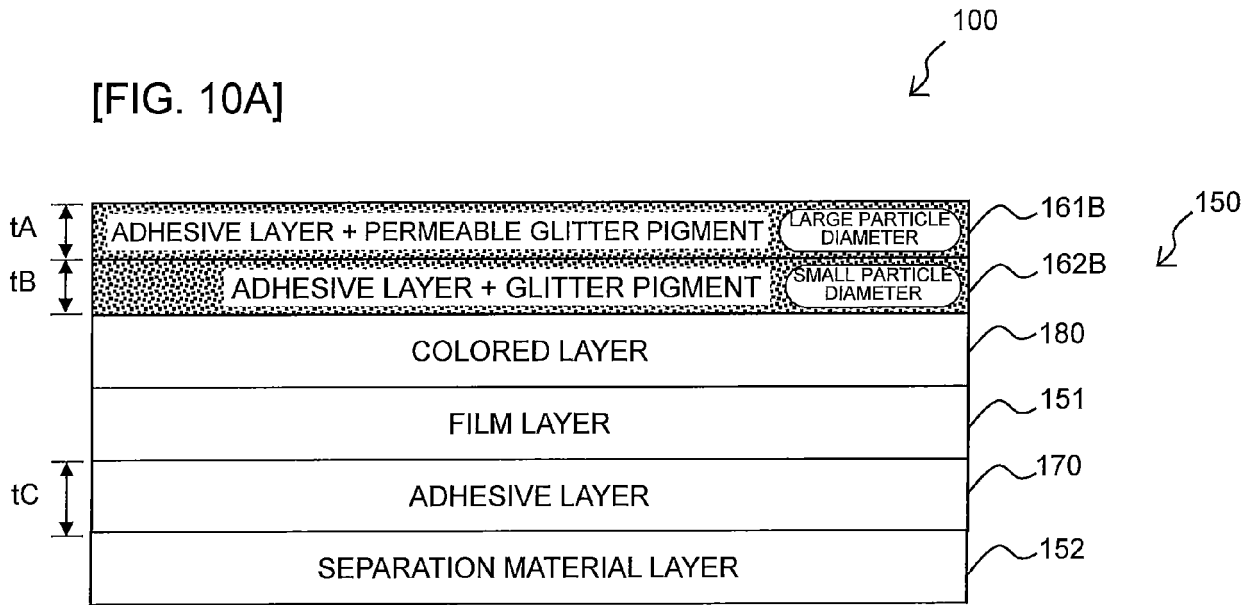 100
[FIG. 10A]
tA
ADHESIVE LAYER + PERMEABLE GLITTER PIGMENT
LARGE PARTICLE
DIAMETER
161B
150
tB
ADHESIVE LAYER + GLITTER PIGMENT
SMALL PARTICLE
DIAMETER
162B
COLORED LAYER
180
FILM LAYER
151
tC
ADHESIVE LAYER
170
SEPARATION MATERIAL LAYER
152